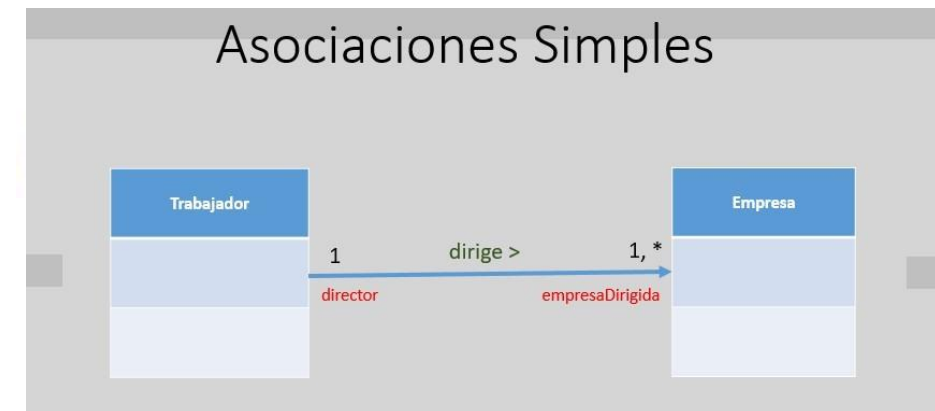 Asociaciones Simples
Trabajador
Empresa
1
dirige >
1, *
director
empresaDirigida